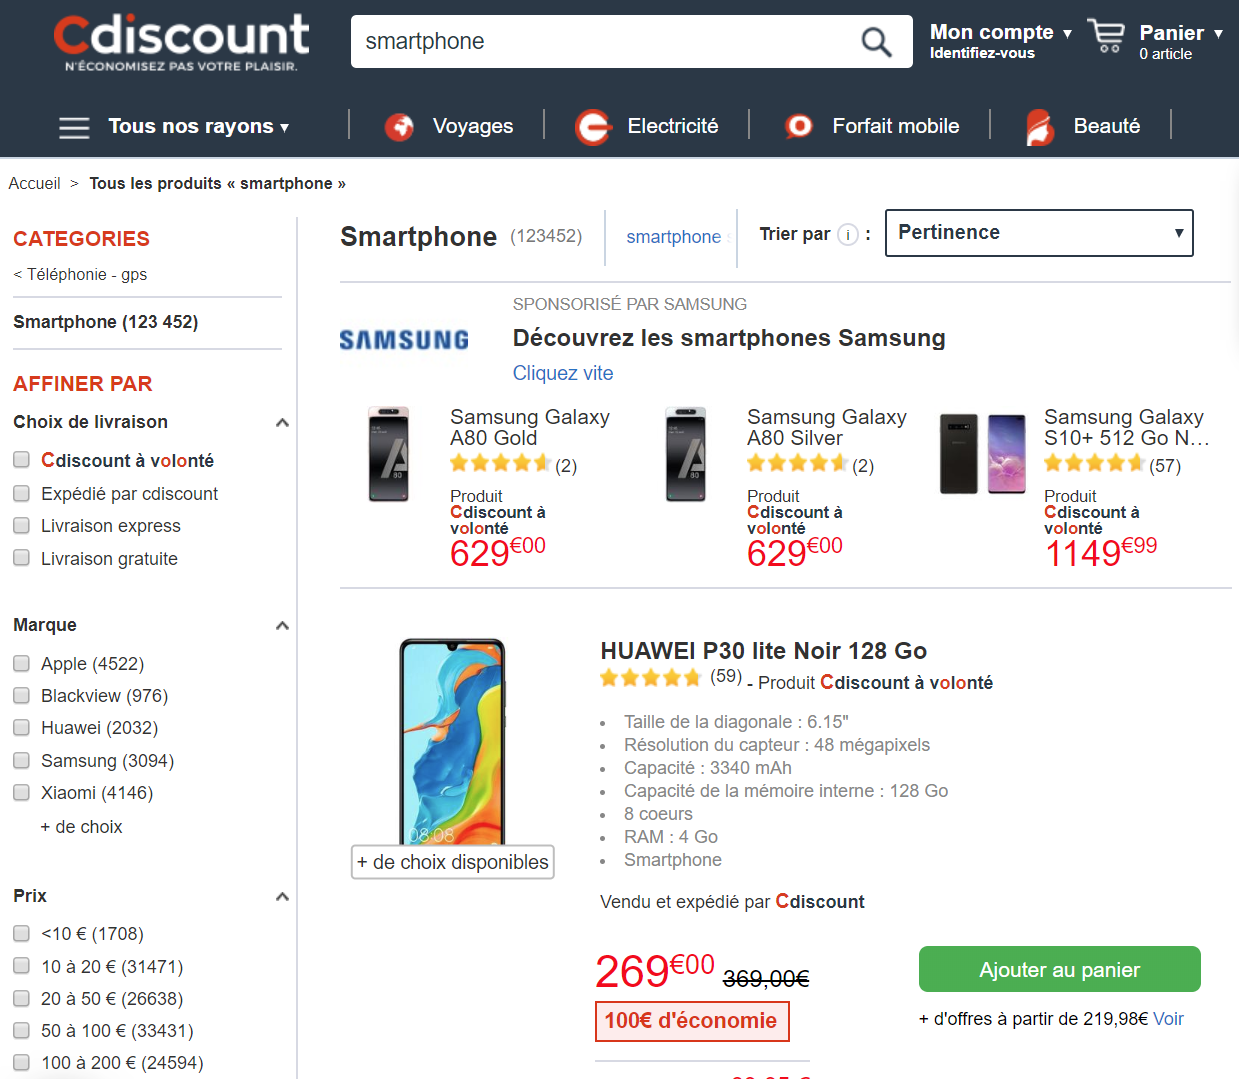 Cdiscount
N'ÉCONOMISEZ PAS VOTRE PLAISIR.
smartphone
Mon compte ▼
Identifiez-vous
Panier ▼
0 article
Tous nos rayons ▾
Voyages
Electricité
Forfait mobile
Beauté
Accueil > Tous les produits « smartphone »
CATEGORIES
< Téléphonie - gps
Smartphone (123 452)
AFFINER PAR
Choix de livraison
Cdiscount à volonté
Expédié par cdiscount
Livraison express
Livraison gratuite
Marque
Apple (4522)
Blackview (976)
Huawei (2032)
Samsung (3094)
Xiaomi (4146)
+ de choix
Prix
<10 € (1708)
10 à 20 € (31471)
20 à 50 € (26638)
50 à 100 € (33431)
100 à 200 € (24594)
Smartphone (123452)
smartphone
Trier par i :
Pertinence ▼
SPONSORISÉ PAR SAMSUNG
SAMSUNG
Découvrez les smartphones Samsung
Cliquez vite
Samsung Galaxy
A80 Gold
(2)
Produit
Cdiscount à
volonté
629€00
Samsung Galaxy
A80 Silver
(2)
Produit
Cdiscount à
volonté
629€00
Samsung Galaxy
S10+ 512 Go N…
(57)
Produit
Cdiscount à
volonté
1149€99
08:08
+ de choix disponibles
HUAWEI P30 lite Noir 128 Go
(59) - Produit Cdiscount à volonté
• Taille de la diagonale : 6.15"
• Résolution du capteur : 48 mégapixels
• Capacité : 3340 mAh
• Capacité de la mémoire interne : 128 Go
• 8 coeurs
• RAM : 4 Go
• Smartphone
Vendu et expédié par Cdiscount
269€00 369,00€
100€ d'économie
Ajouter au panier
+ d'offres à partir de 219,98€ Voir